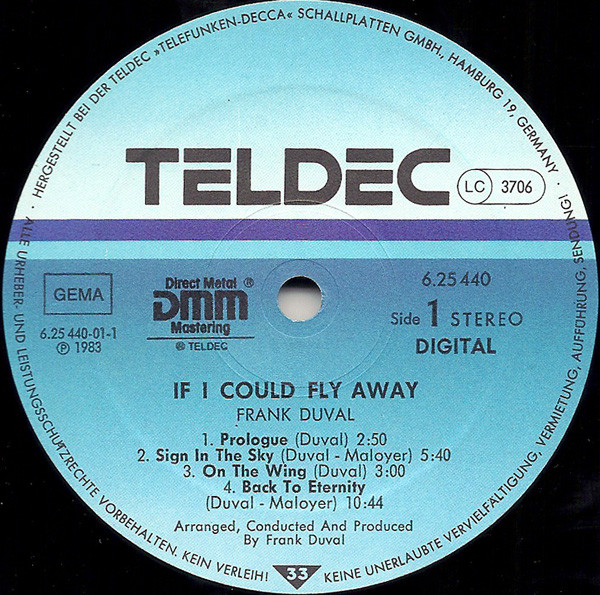 · HERGESTELLT BEI DER TELDEC »TELEFUNKEN-DECCA« SCHALLPLATTEN GMBH, HAMBURG 19, GERMANY ·
TELDEC
LC 3706
GEMA
6.25 440-01-1
℗ 1983
Direct Metal ®
DMM
Mastering
® TELDEC
6.25 440
Side 1 STEREO
DIGITAL
IF I COULD FLY AWAY
FRANK DUVAL
1. Prologue (Duval) 2:50
2. Sign In The Sky (Duval - Maloyer) 5:40
3. On The Wing (Duval) 3:00
4. Back To Eternity
(Duval - Maloyer) 10:44
Arranged, Conducted And Produced
By Frank Duval
33
ALLE URHEBER- UND LEISTUNGSSCHUTZRECHTE VORBEHALTEN. KEIN VERLEIH! KEINE UNERLAUBTE VERVIELFÄLTIGUNG, VERMIETUNG, AUFFÜHRUNG, SENDUNG!